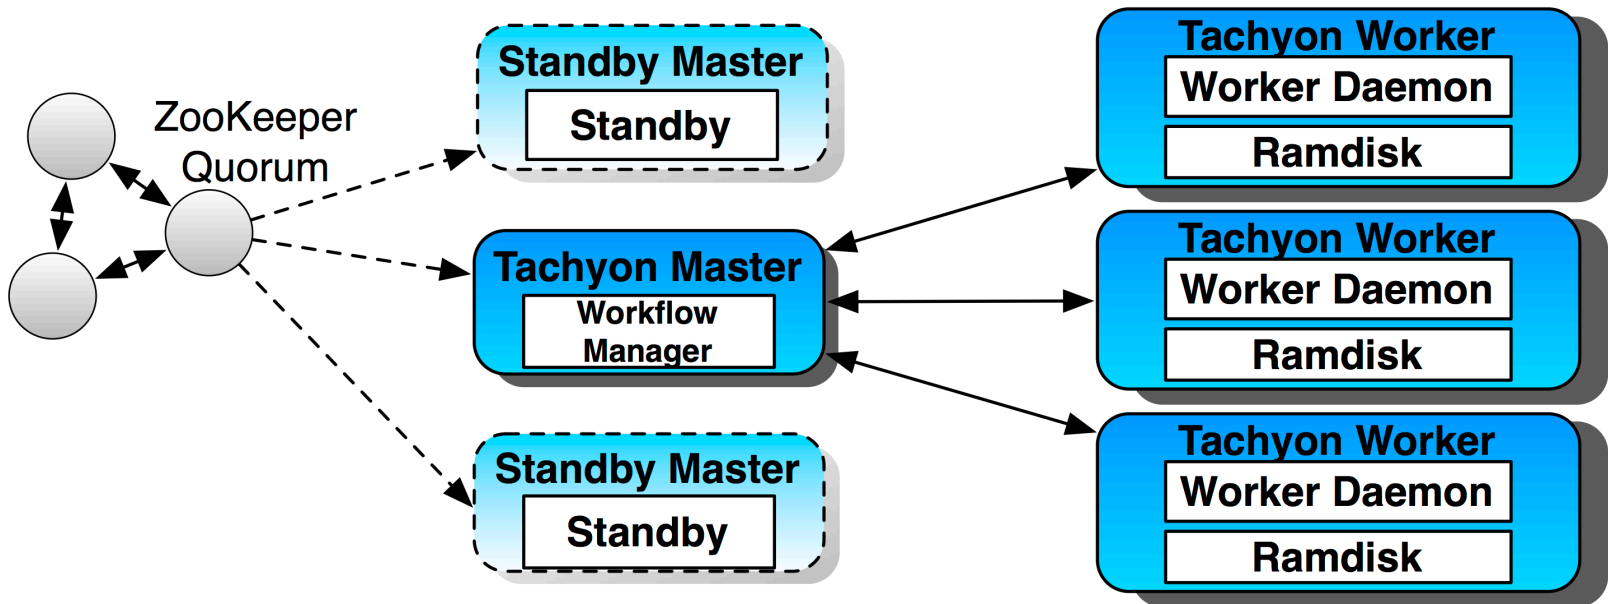 ZooKeeper
Quorum
Standby Master
Standby
Tachyon Master
Workflow
Manager
Standby Master
Standby
Tachyon Worker
Worker Daemon
Ramdisk
Tachyon Worker
Worker Daemon
Ramdisk
Tachyon Worker
Worker Daemon
Ramdisk